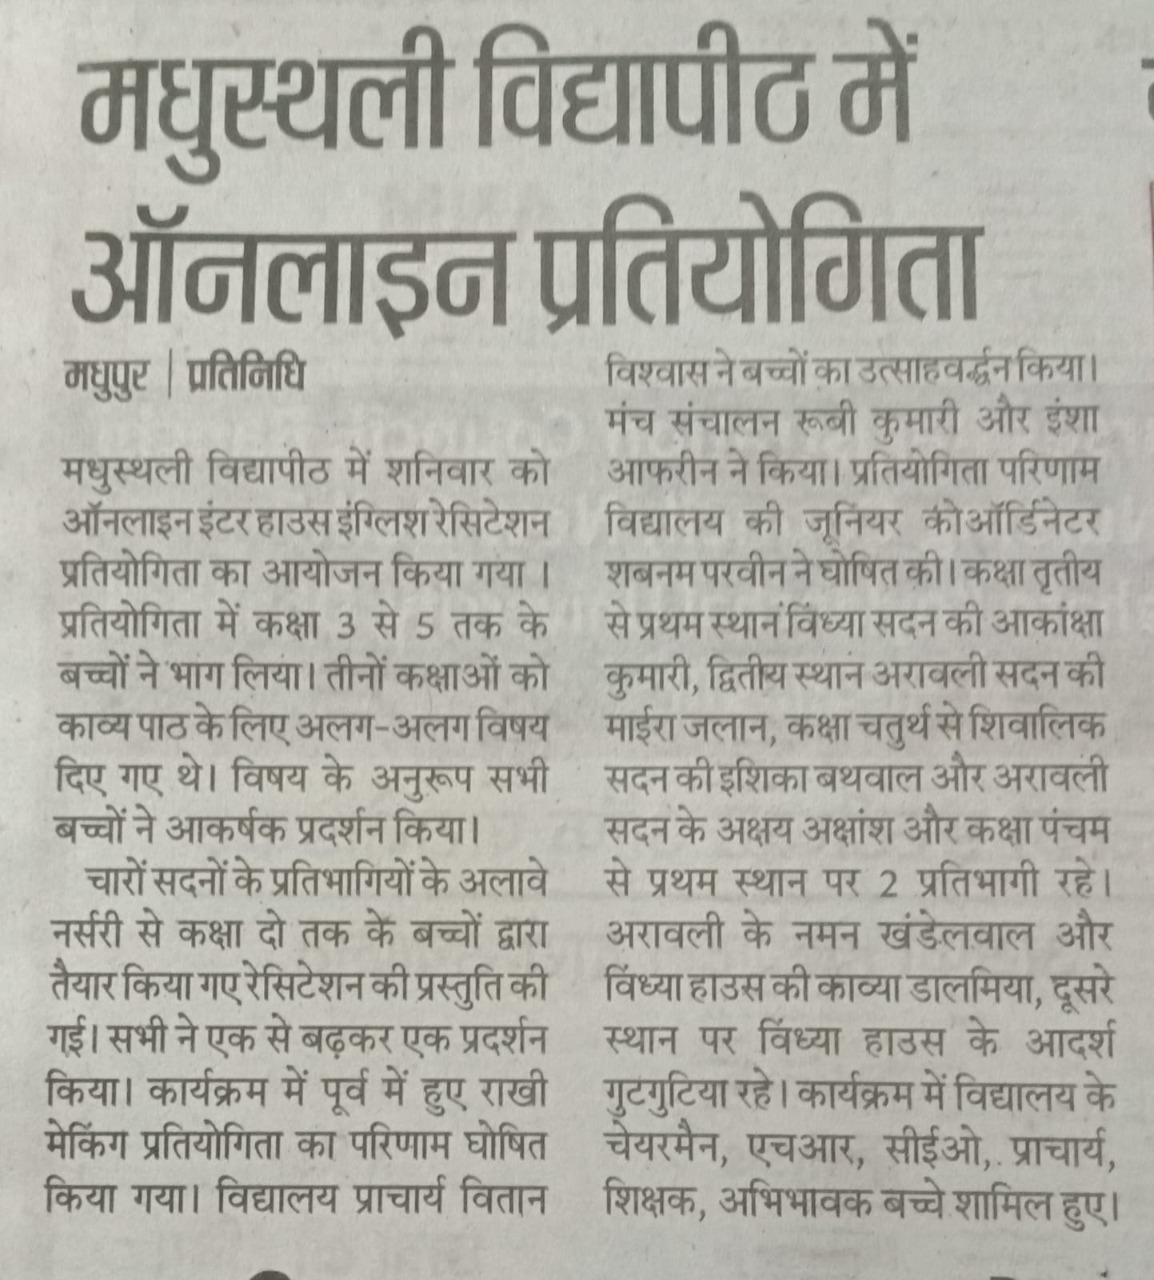 मधुस्थली विद्यापीठ में
ऑनलाइन प्रतियोगिता
मधुपुर | प्रतिनिधि
मधुस्थली विद्यापीठ में शनिवार को
ऑनलाइन इंटर हाउस इंग्लिश रेसिटेशन
प्रतियोगिता का आयोजन किया गया ।
प्रतियोगिता में कक्षा 3 से 5 तक के
बच्चों ने भाग लिया। तीनों कक्षाओं को
काव्य पाठ के लिए अलग-अलग विषय
दिए गए थे। विषय के अनुरूप सभी
बच्चों ने आकर्षक प्रदर्शन किया।
चारों सदनों के प्रतिभागियों के अलावे
नर्सरी से कक्षा दो तक के बच्चों द्वारा
तैयार किया गए रेसिटेशन की प्रस्तुति की
गई। सभी ने एक से बढ़कर एक प्रदर्शन
किया। कार्यक्रम में पूर्व में हुए राखी
मेकिंग प्रतियोगिता का परिणाम घोषित
किया गया। विद्यालय प्राचार्य वितान
विश्वास ने बच्चों का उत्साहवर्द्धन किया।
मंच संचालन रूबी कुमारी और इंशा
आफरीन ने किया। प्रतियोगिता परिणाम
विद्यालय की जूनियर कोऑर्डिनेटर
शबनम परवीन ने घोषित की। कक्षा तृतीय
से प्रथम स्थान विंध्या सदन की आकांक्षा
कुमारी, द्वितीय स्थान अरावली सदन की
माईरा जलान, कक्षा चतुर्थ से शिवालिक
सदन की इशिका बथवाल और अरावली
सदन के अक्षय अक्षांश और कक्षा पंचम
से प्रथम स्थान पर 2 प्रतिभागी रहे।
अरावली के नमन खंडेलवाल और
विंध्या हाउस की काव्या डालमिया, दूसरे
स्थान पर विंध्या हाउस के आदर्श
गुटगुटिया रहे। कार्यक्रम में विद्यालय के
चेयरमैन, एचआर, सीईओ, प्राचार्य,
शिक्षक, अभिभावक बच्चे शामिल हुए।